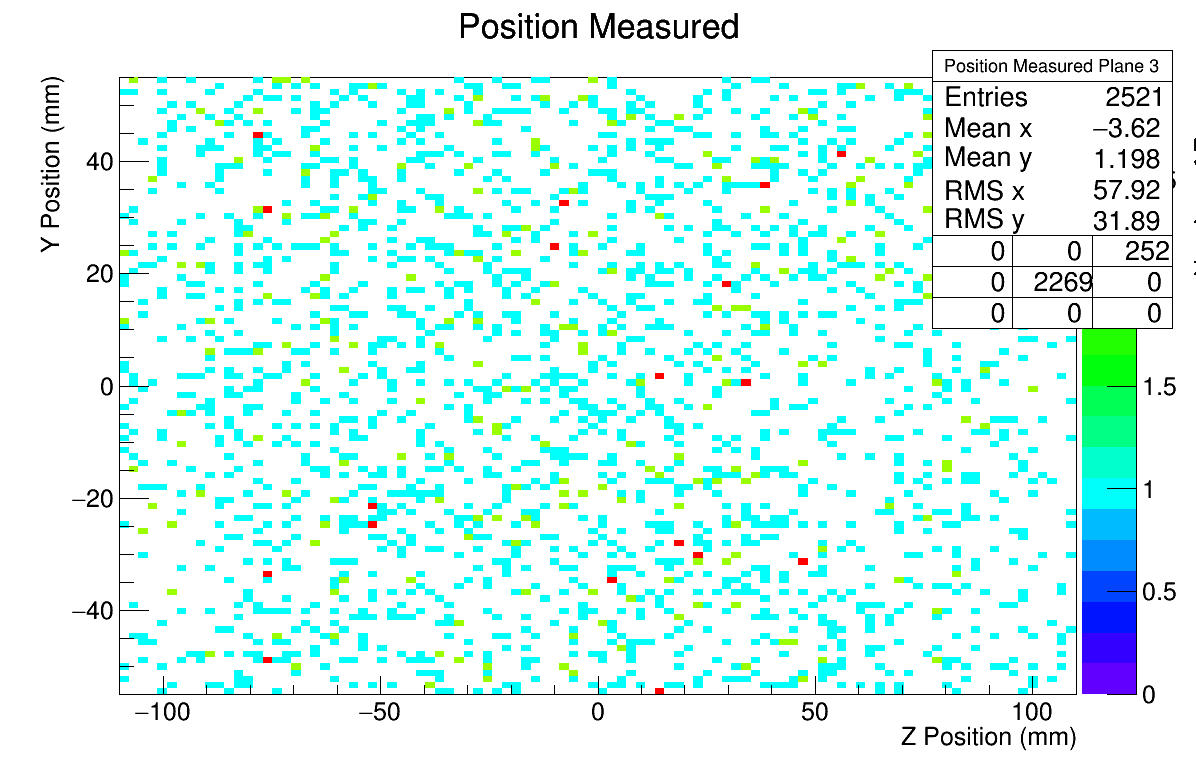 Position Measured
Y Position (mm)
40
20
0
−20
−40
−100
−50
0
50
100
Z Position (mm)
Position Measured Plane 3
Entries 2521
Mean x −3.62
Mean y 1.198
RMS x 57.92
RMS y 31.89
0 0 252
0 2269 0
0 0 0
1.5
1
0.5
0